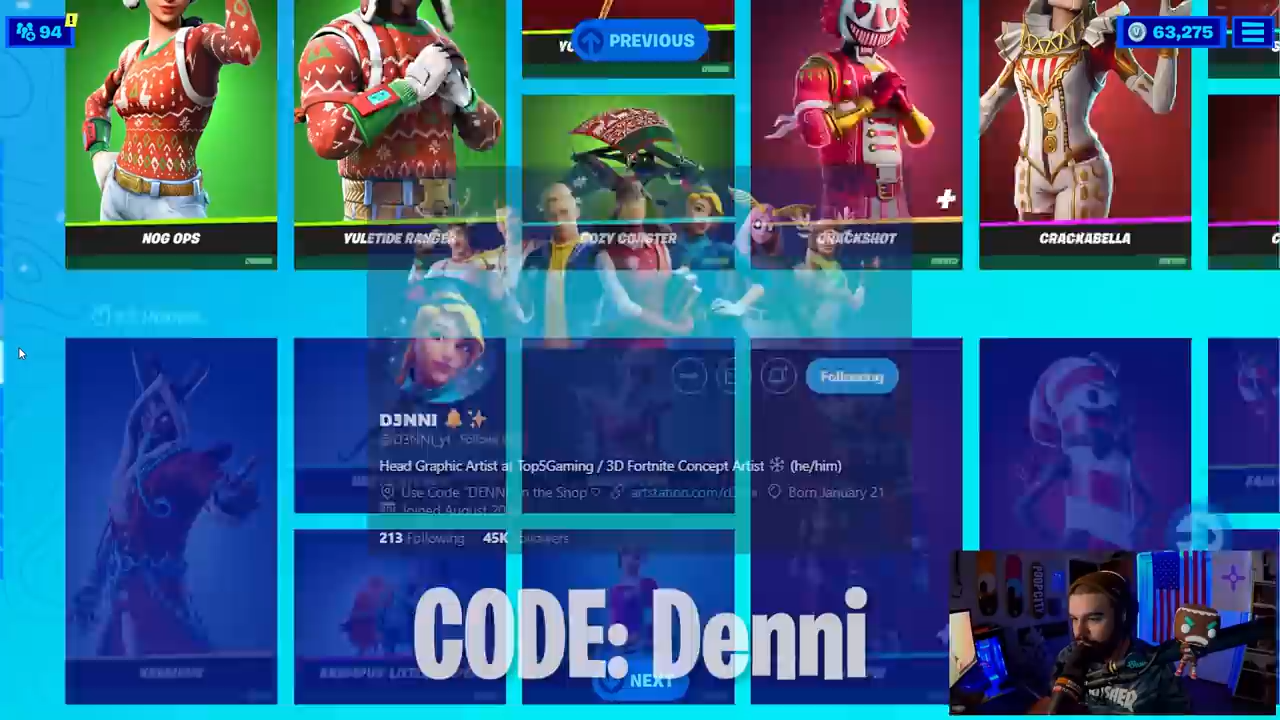 94
PREVIOUS
63,275
NOG OPS
YULETIDE RANGER
COZY COASTER
CRACKSHOT
CRACKABELLA
Following
D3NNI
Head Graphic Artist at Top5Gaming / 3D Fortnite Concept Artist (he/him)
Use Code "DENNI" in the Shop
Born January 21
213 Following 45K Followers
CODE: Denni
NEXT